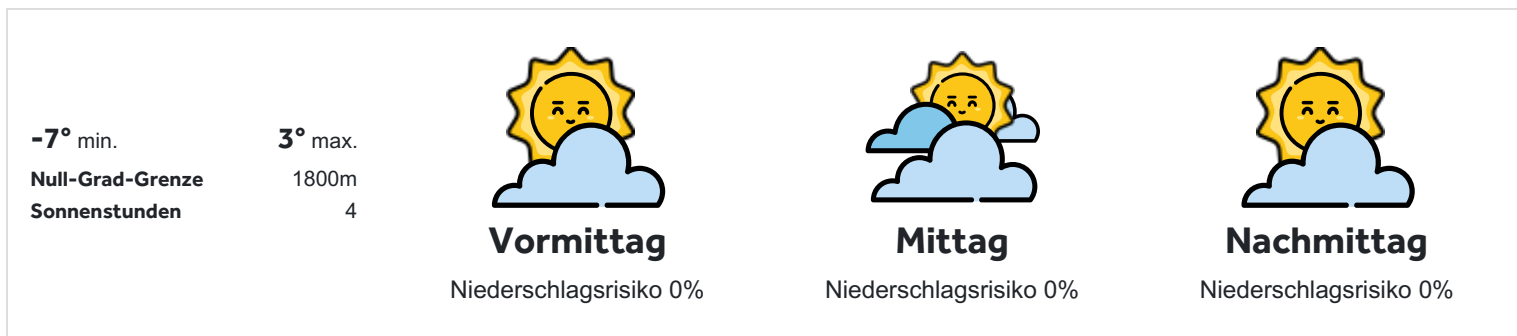 -7° min. 3° max.
Null-Grad-Grenze 1800m
Sonnenstunden 4
Vormittag
Niederschlagsrisiko 0%
Mittag
Niederschlagsrisiko 0%
Nachmittag
Niederschlagsrisiko 0%